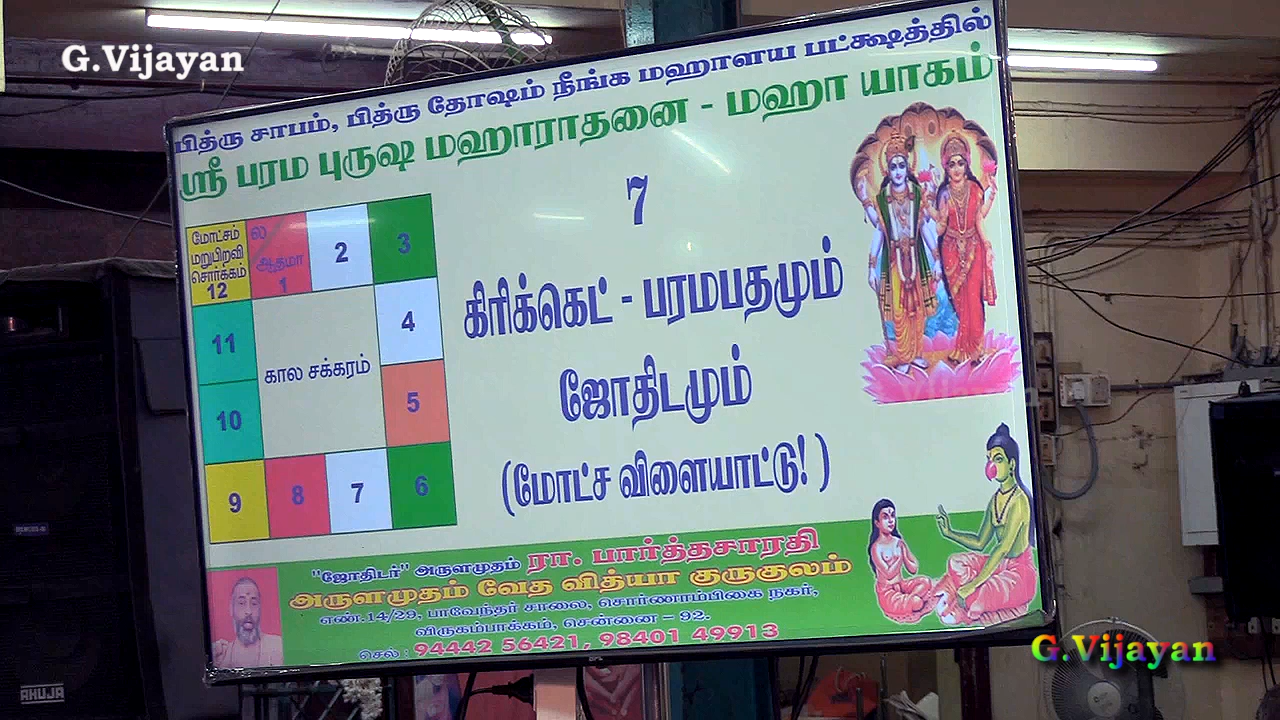 G.Vijayan
பித்ரு சாபம், பித்ரு தோஷம் நீங்க மஹாளய பட்க்ஷத்தில்
ஸ்ரீ பரம புருஷ மஹாராதனை - மஹா யாகம்
7
கிரிக்கெட் - பரமபதமும்
ஜோதிடமும்
(மோட்ச விளையாட்டு! )
மோட்சம்
மறுபிறவி
சொர்க்கம்
12
ல
ஆத்மா
1
2
3
11
4
கால சக்கரம்
10
5
9
8
7
6
"ஜோதிடர்" அருளமுதம் ரா. பார்த்தசாரதி
அருளமுதம் வேத வித்யா குருகுலம்
எண்.14/29, பாவேந்தர் சாலை, சொர்ணாம்பிகை நகர்,
விருகம்பாக்கம், சென்னை - 92.
செல் : 94442 56421, 98401 49913
AHUJA
G.Vijayan